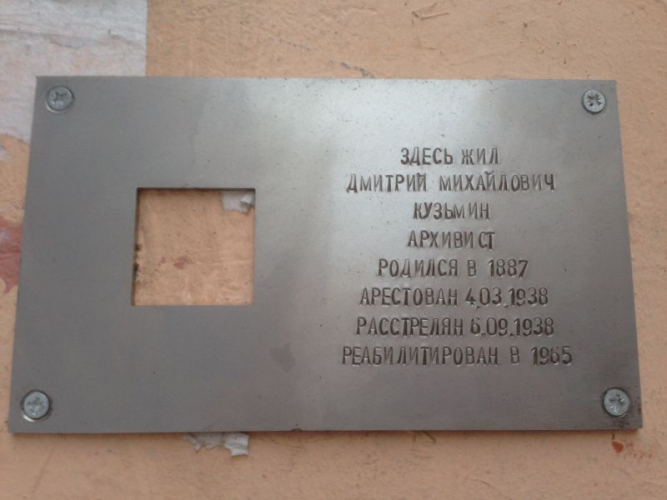 ЗДЕСЬ ЖИЛ
ДМИТРИЙ МИХАЙЛОВИЧ
КУЗЬМИН
АРХИВИСТ
РОДИЛСЯ В 1887
АРЕСТОВАН 4.03.1938
РАССТРЕЛЯН 6.09.1938
РЕАБИЛИТИРОВАН В 1965